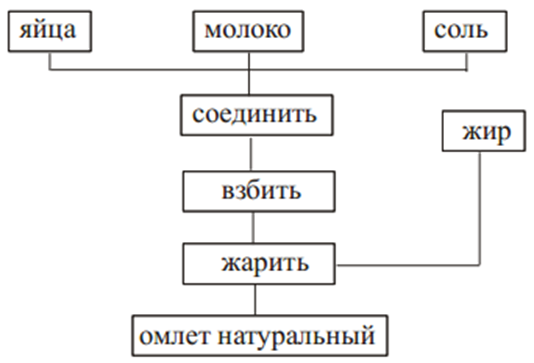 яйца
молоко
соль
соединить
жир
взбить
жарить
омлет натуральный